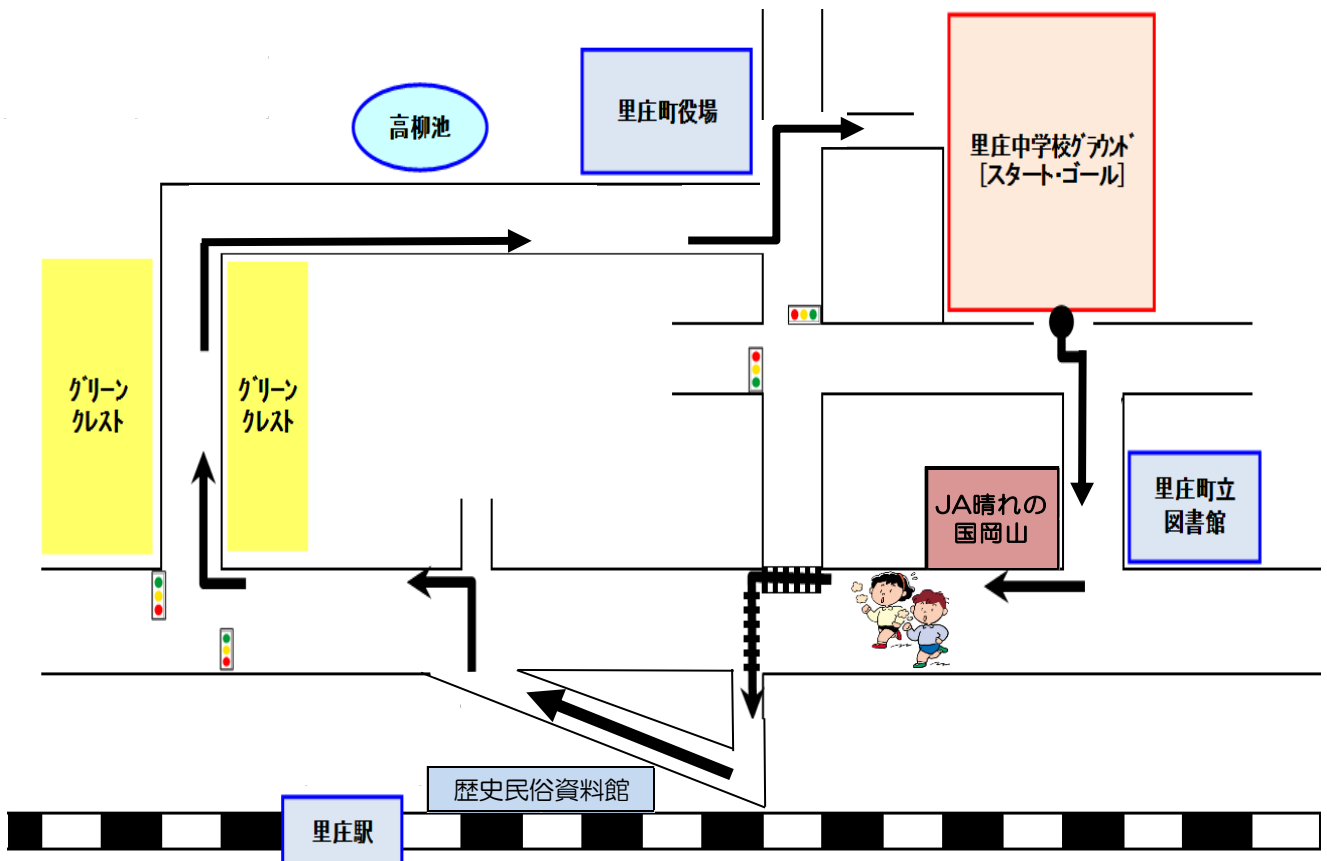 里庄町役場
高柳池
里庄中学校グラウンド
[スタート・ゴール]
グリーン
クレスト
グリーン
クレスト
JA晴れの
国岡山
里庄町立
図書館
歴史民俗資料館
里庄駅